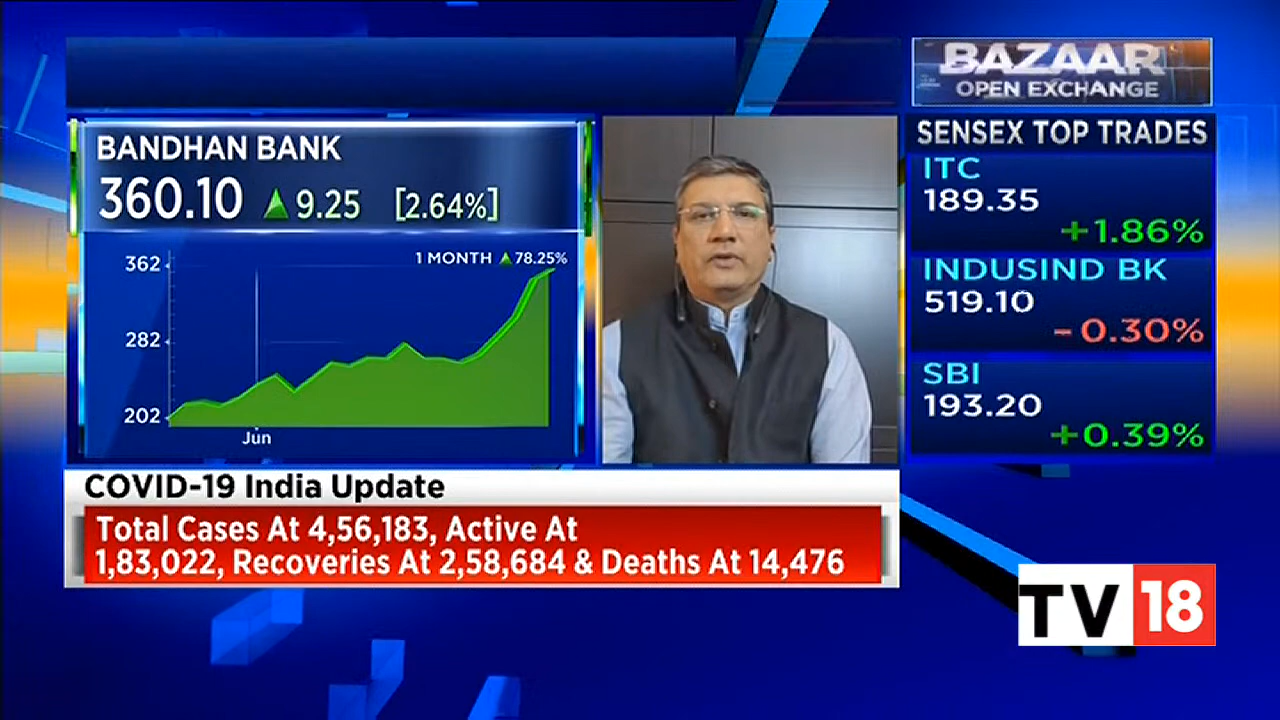 BAZAAR
OPEN EXCHANGE
BANDHAN BANK
360.10 ▲ 9.25 [2.64%]
1 MONTH ▲ 78.25%
362
282
202
Jun
SENSEX TOP TRADES
ITC
189.35
+1.86%
INDUSIND BK
519.10
-0.30%
SBI
193.20
+0.39%
COVID-19 India Update
Total Cases At 4,56,183, Active At
1,83,022, Recoveries At 2,58,684 & Deaths At 14,476
TV18